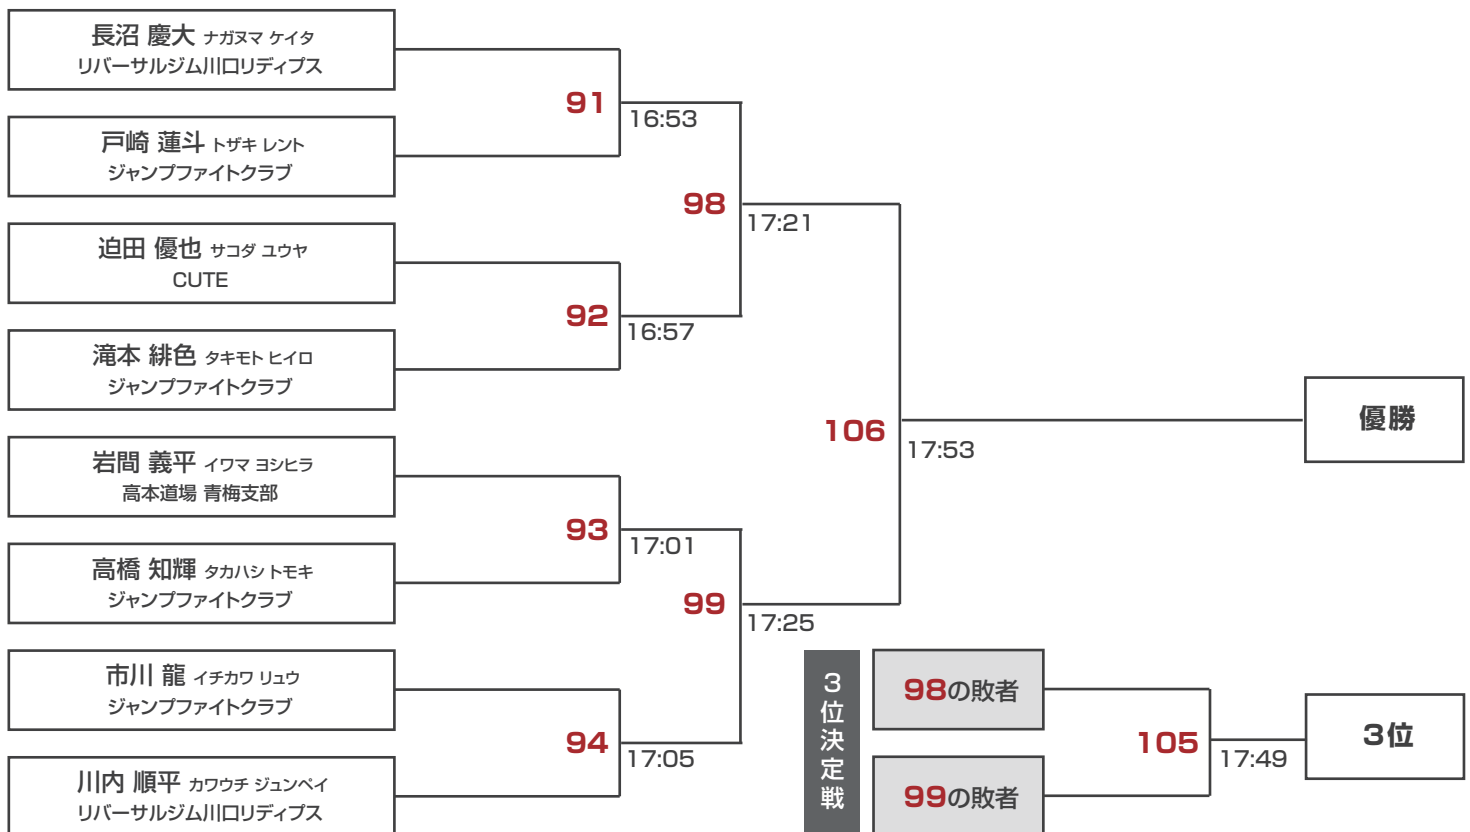 長沼 慶大 ナガヌマ ケイタ
リバーサルジム川口リディプス
戸崎 蓮斗 トザキ レント
ジャンプファイトクラブ
迫田 優也 サコダ ユウヤ
CUTE
滝本 緋色 タキモト ヒイロ
ジャンプファイトクラブ
岩間 義平 イワマ ヨシヒラ
高本道場 青梅支部
高橋 知輝 タカハシ トモキ
ジャンプファイトクラブ
市川 龍 イチカワ リュウ
ジャンプファイトクラブ
川内 順平 カワウチ ジュンペイ
リバーサルジム川口リディプス
91
16:53
92
16:57
93
17:01
94
17:05
98
17:21
99
17:25
106
17:53
優勝
3位決定戦
98の敗者
99の敗者
105
17:49
3位